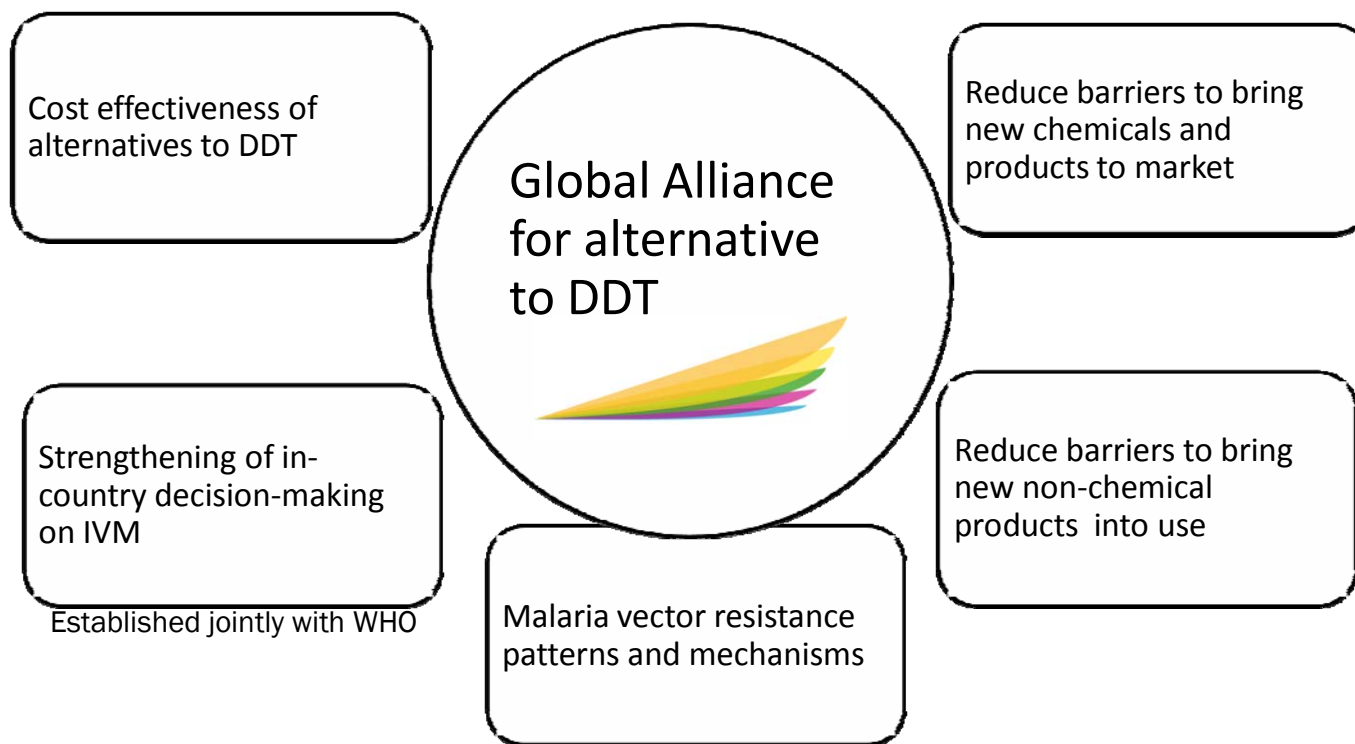 Cost effectiveness of
alternatives to DDT
Global Alliance
for alternative
to DDT
Reduce barriers to bring
new chemicals and
products to market
Strengthening of in-
country decision-making
on IVM
Established jointly with WHO
Malaria vector resistance
patterns and mechanisms
Reduce barriers to bring
new non-chemical
products  into use